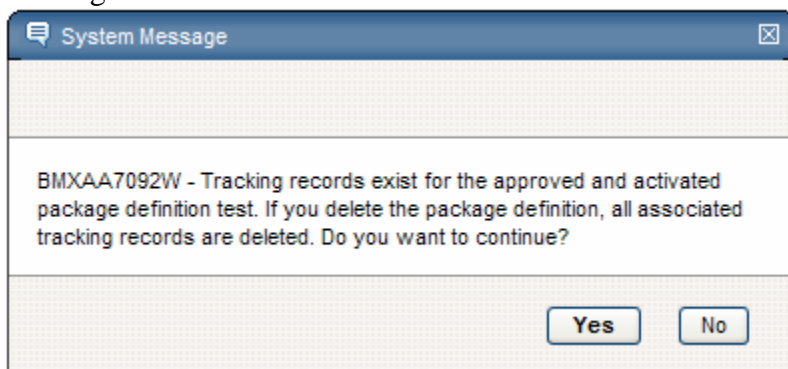 System Message
BMXAA7092W - Tracking records exist for the approved and activated
package definition test. If you delete the package definition, all associated
tracking records are deleted. Do you want to continue?
Yes No